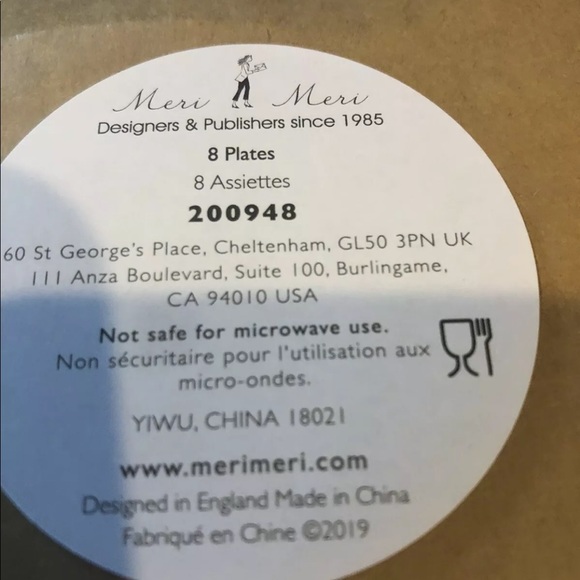 Meri Meri
Designers & Publishers since 1985
8 Plates
8 Assiettes
200948
60 St George's Place, Cheltenham, GL50 3PN UK
111 Anza Boulevard, Suite 100, Burlingame,
CA 94010 USA
Not safe for microwave use.
Non sécuritaire pour l'utilisation aux
micro-ondes.
YIWU, CHINA 18021
www.merimeri.com
Designed in England Made in China
Fabriqué en Chine ©2019